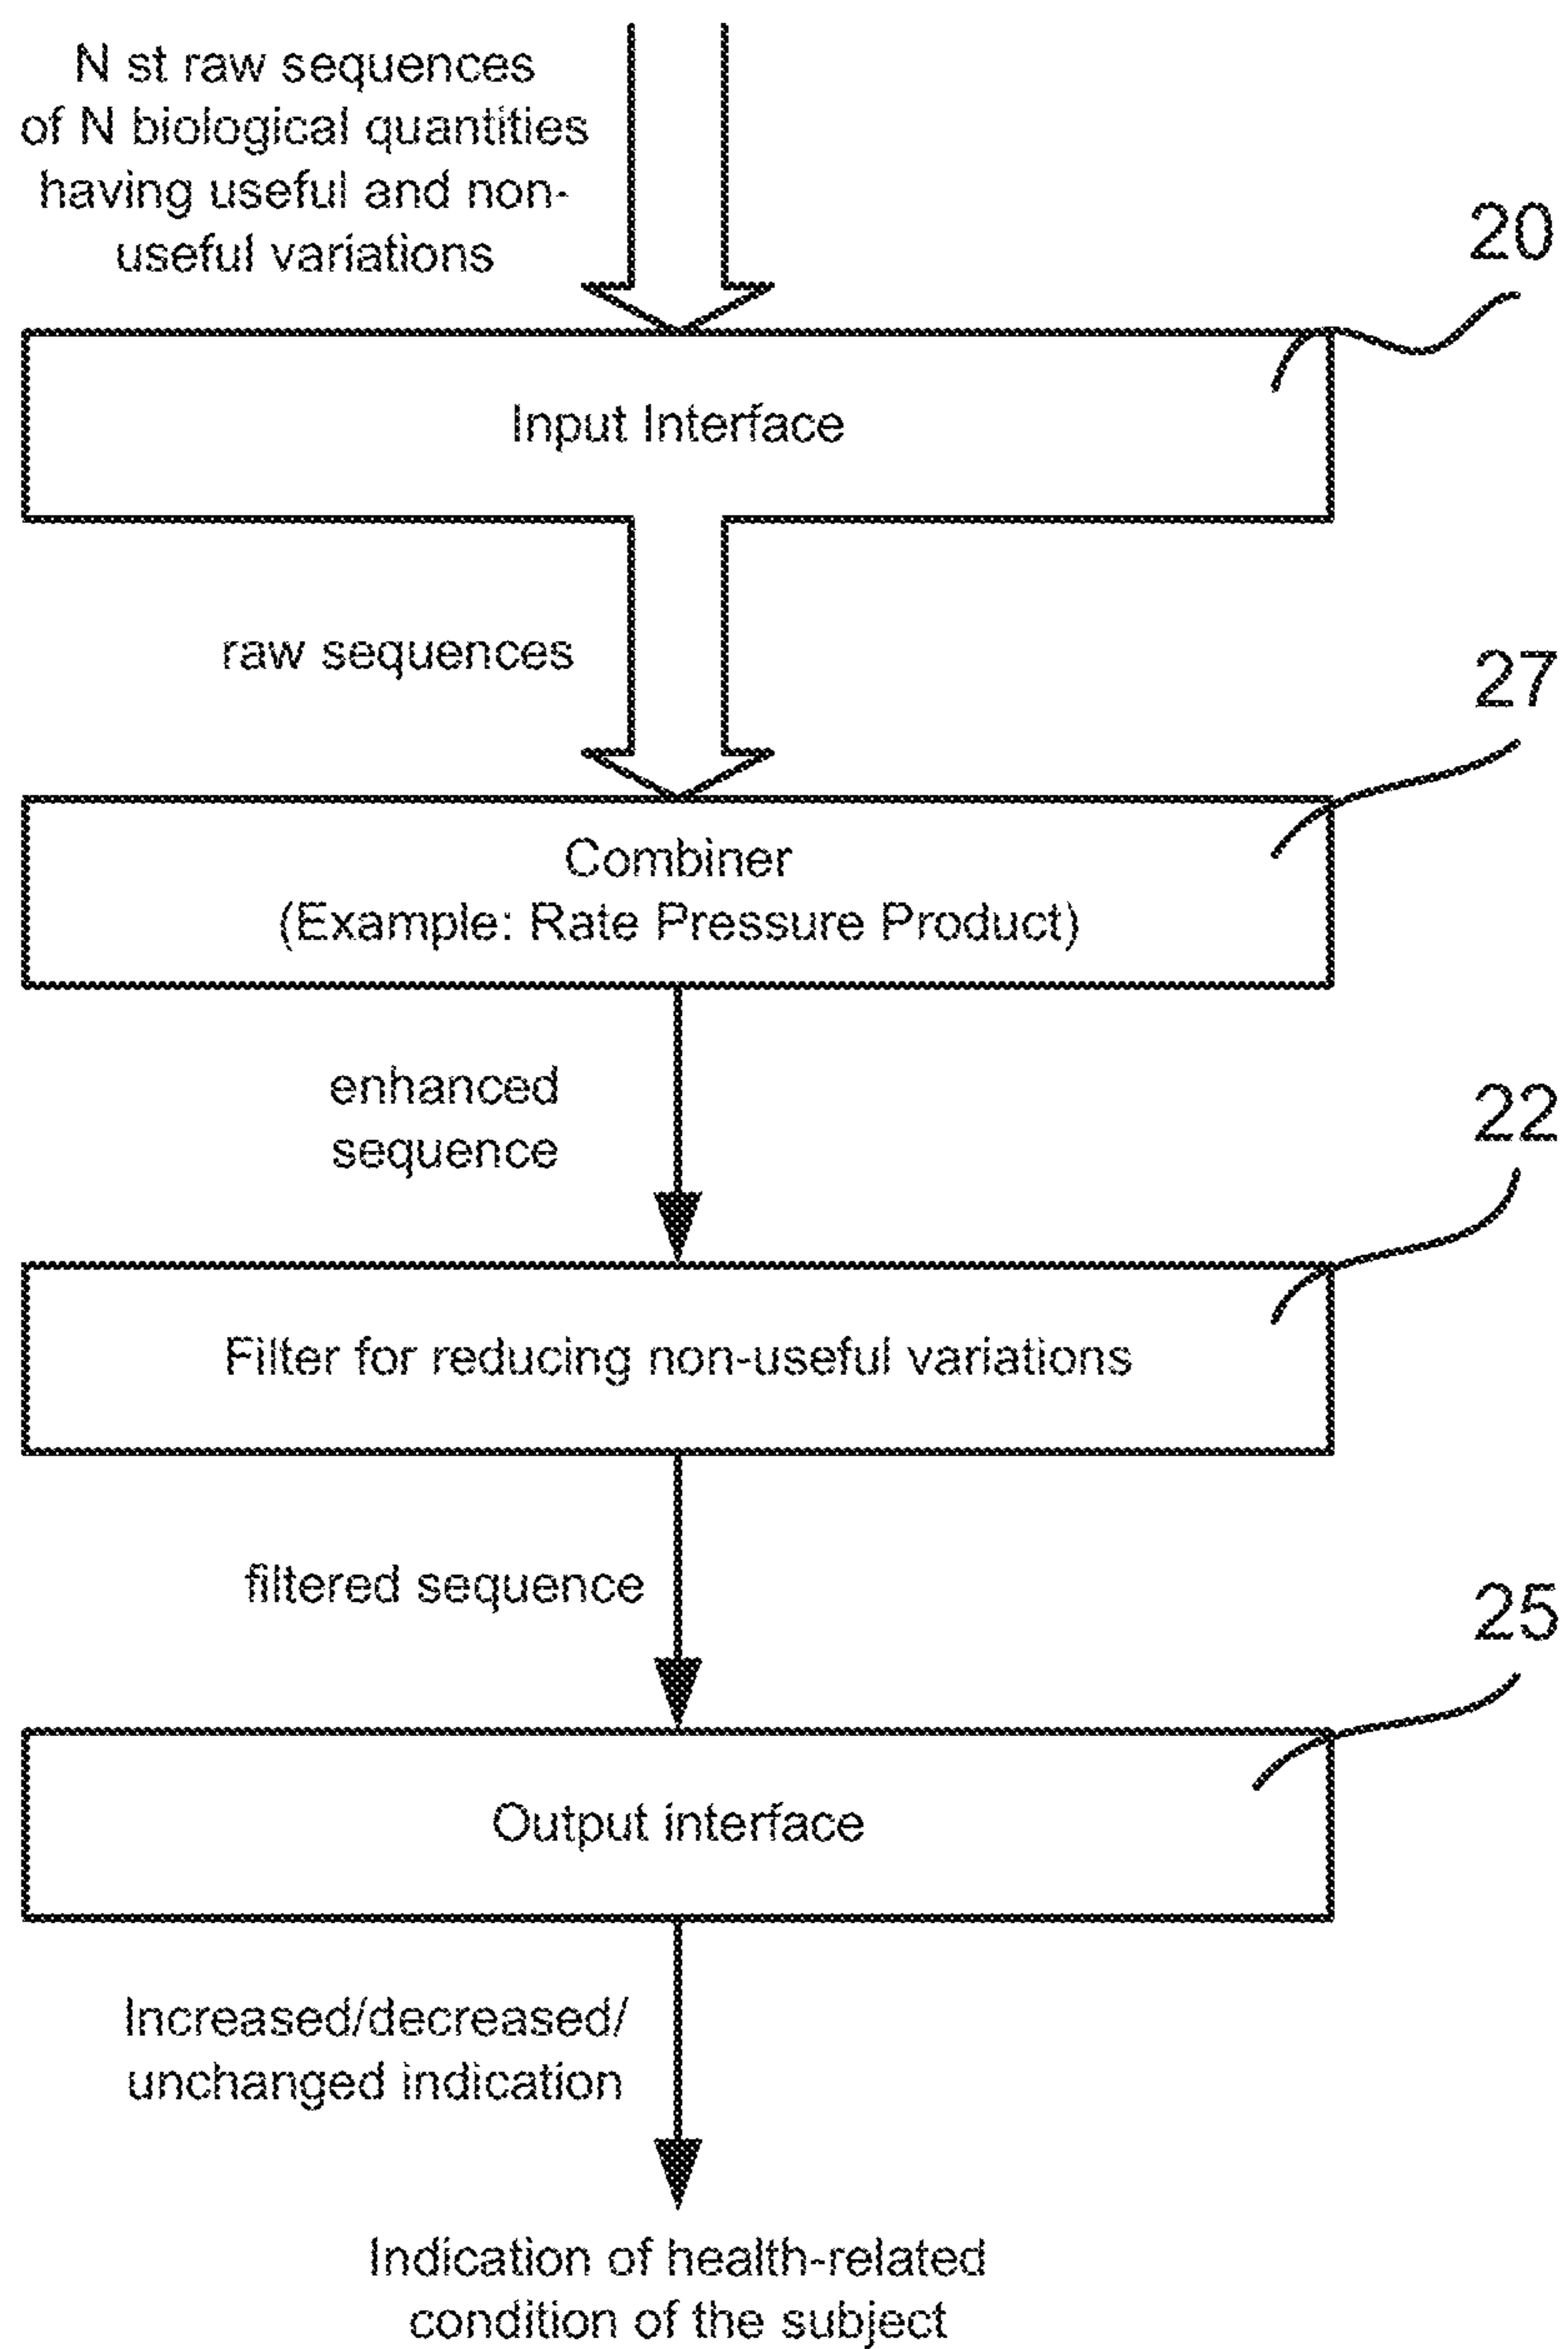 N st raw sequences
of N biological quantities
having useful and non-
useful variations
20
Input Interface
raw sequences
27
Combiner
(Example: Rate Pressure Product)
enhanced
sequence
22
Filter for reducing non-useful variations
filtered sequence
25
Output interface
Increased/decreased/
unchanged indication
Indication of health-related
condition of the subject